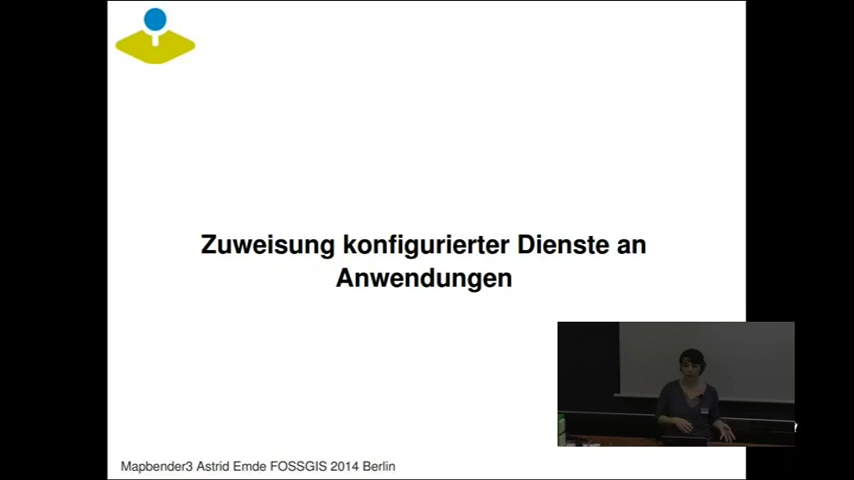 Zuweisung konfigurierter Dienste an
Anwendungen
Mapbender3 Astrid Emde FOSSGIS 2014 Berlin